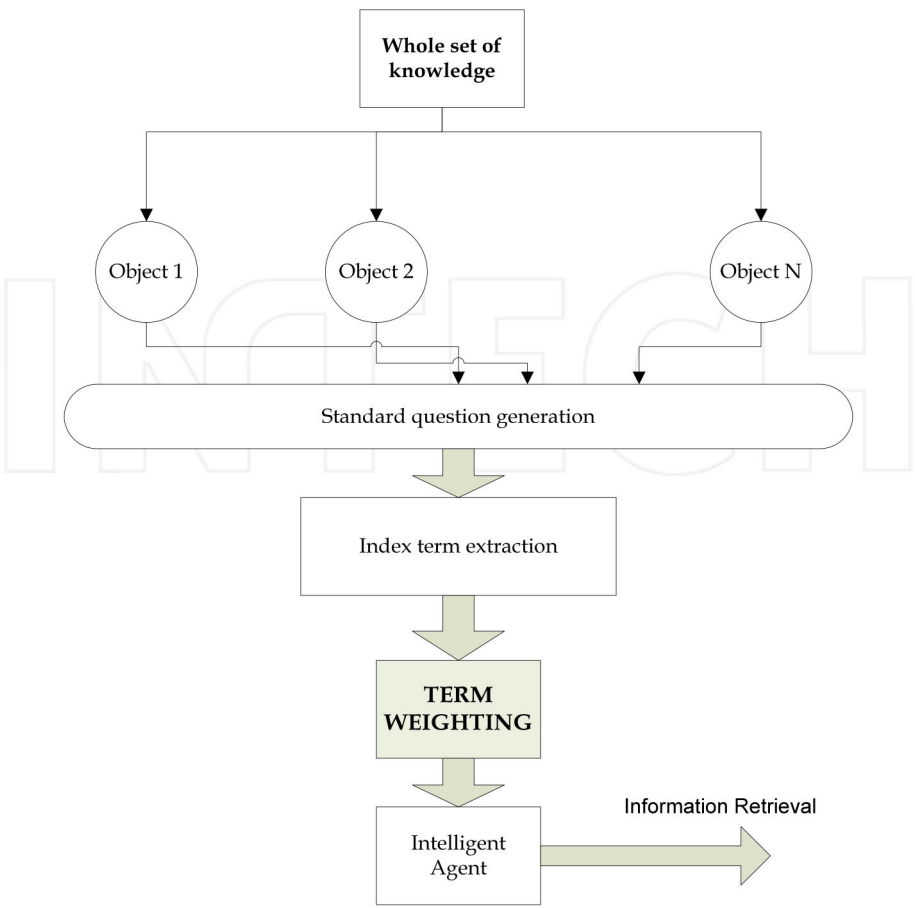 Whole set of
knowledge
Object 1
Object 2
Object N
INTECH
Standard question generation
Index term extraction
TERM
WEIGHTING
Information Retrieval
Intelligent
Agent